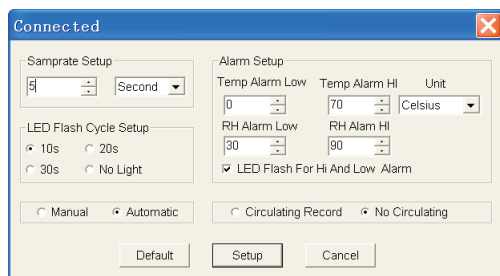 Connected
Samprate Setup
5
Second
LED Flash Cycle Setup
10s
20s
30s
No Light
Alarm Setup
Temp Alarm Low
Temp Alarm HI
Unit
0
70
Celsius
RH Alarm Low
RH Alarm HI
30
90
LED Flash For Hi And Low Alarm
Manual
Automatic
Circulating Record
No Circulating
Default
Setup
Cancel